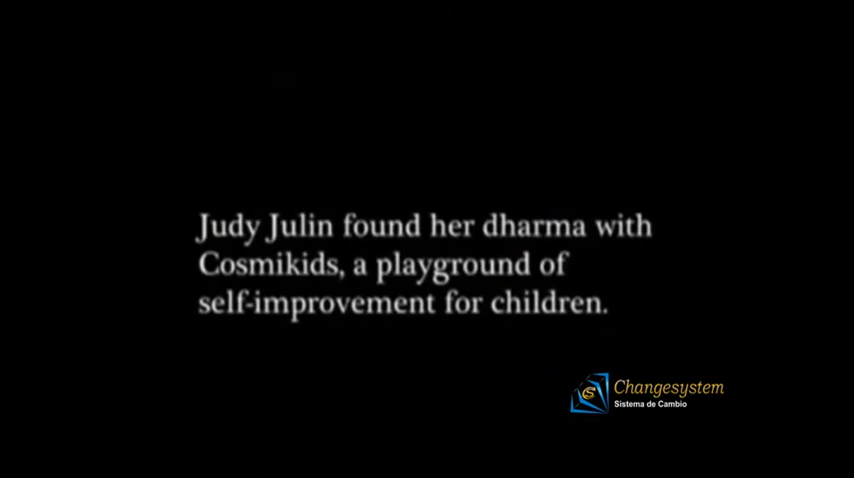 Judy Julin found her dharma with
Cosmikids, a playground of
self-improvement for children.
Changesystem
Sistema de Cambio